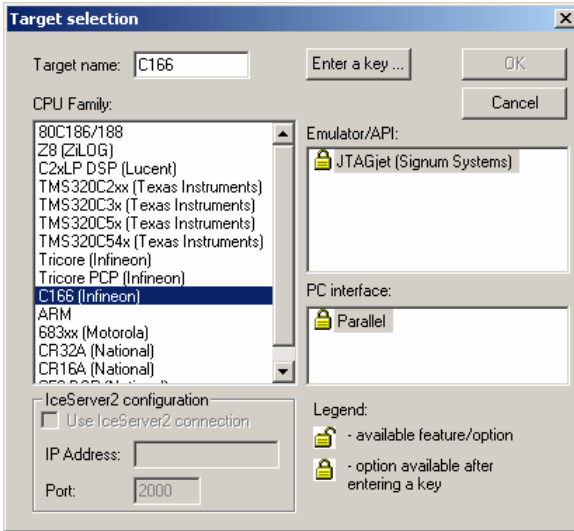 Target selection
Target name: C166
Enter a key ...
OK
Cancel
CPU Family:
80C186/188
Z8 (ZiLOG)
C2xLP DSP (Lucent)
TMS320C2xx (Texas Instruments)
TMS320C3x (Texas Instruments)
TMS320C5x (Texas Instruments)
TMS320C54x (Texas Instruments)
Tricore (Infineon)
Tricore PCP (Infineon)
C166 (Infineon)
ARM
683xx (Motorola)
CR32A (National)
CR16A (National)
Emulator/API:
JTAGjet (Signum Systems)
PC interface:
Parallel
IceServer2 configuration
Use IceServer2 connection
IP Address:
Port: 2000
Legend:
- available feature/option
- option available after
entering a key